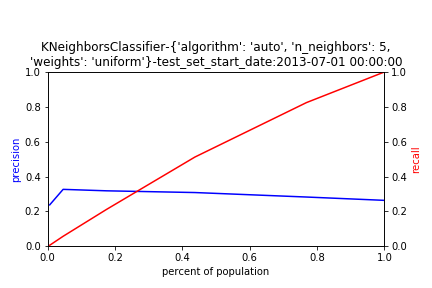 KNeighborsClassifier-{'algorithm': 'auto', 'n_neighbors': 5,
'weights': 'uniform'}-test_set_start_date:2013-07-01 00:00:00
1.0
0.8
0.6
0.4
0.2
0.0
precision
1.0
0.8
0.6
0.4
0.2
0.0
recall
0.0 0.2 0.4 0.6 0.8 1.0
percent of population